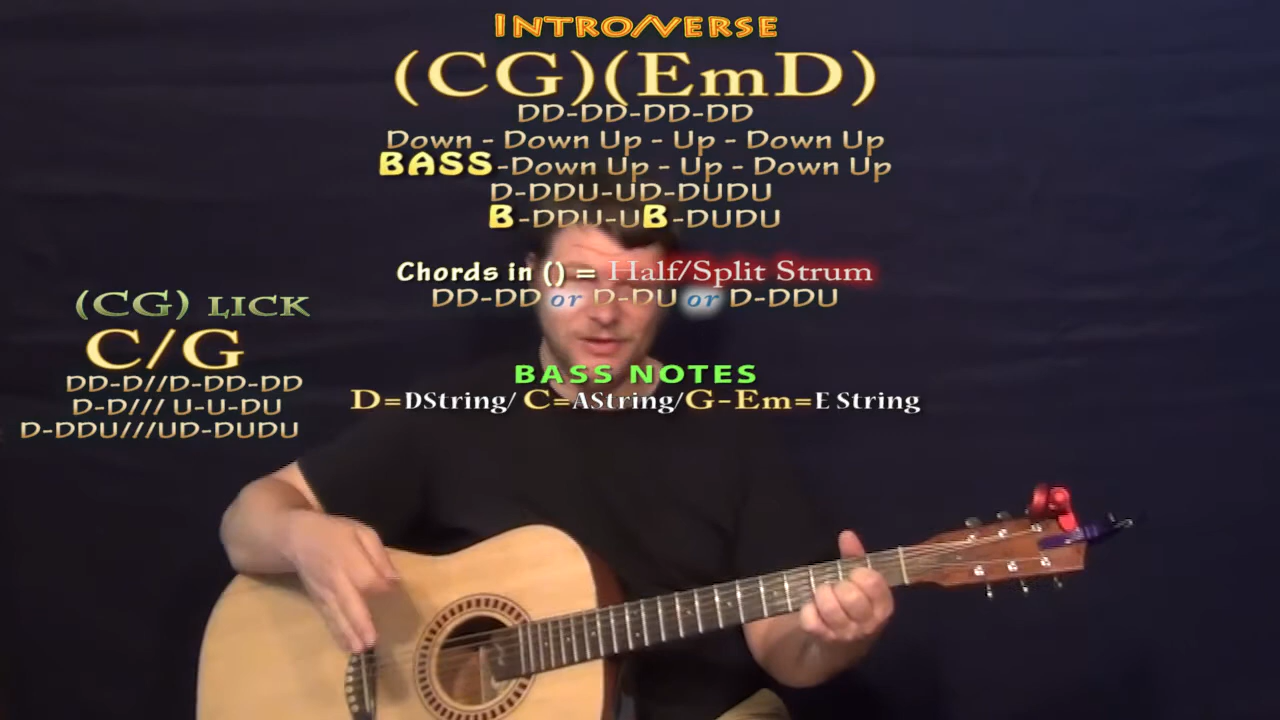 Intro/Verse
(CG)(EmD)
DD-DD-DD-DD
Down - Down Up - Up - Down Up
BASS-Down Up - Up - Down Up
D-DDU-UD-DUDU
B-DDU-UB-DUDU
Chords in () = Half/Split Strum
DD-DD or D-DU or D-DDU
(CG) LICK
C/G
DD-D//D-DD-DD
D-D/// U-U-DU
D-DDU///UD-DUDU
BASS NOTES
D=DString/ C=AString/G-Em=E String